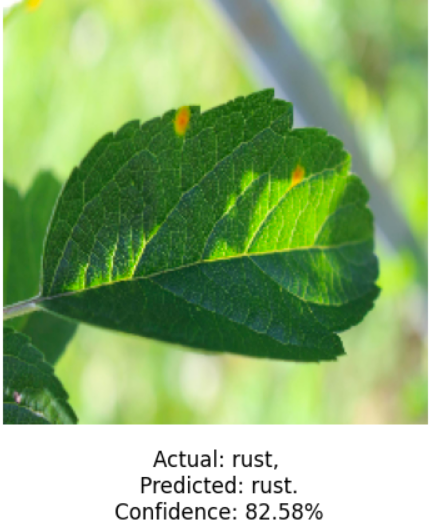 Actual: rust,
Predicted: rust.
Confidence: 82.58%